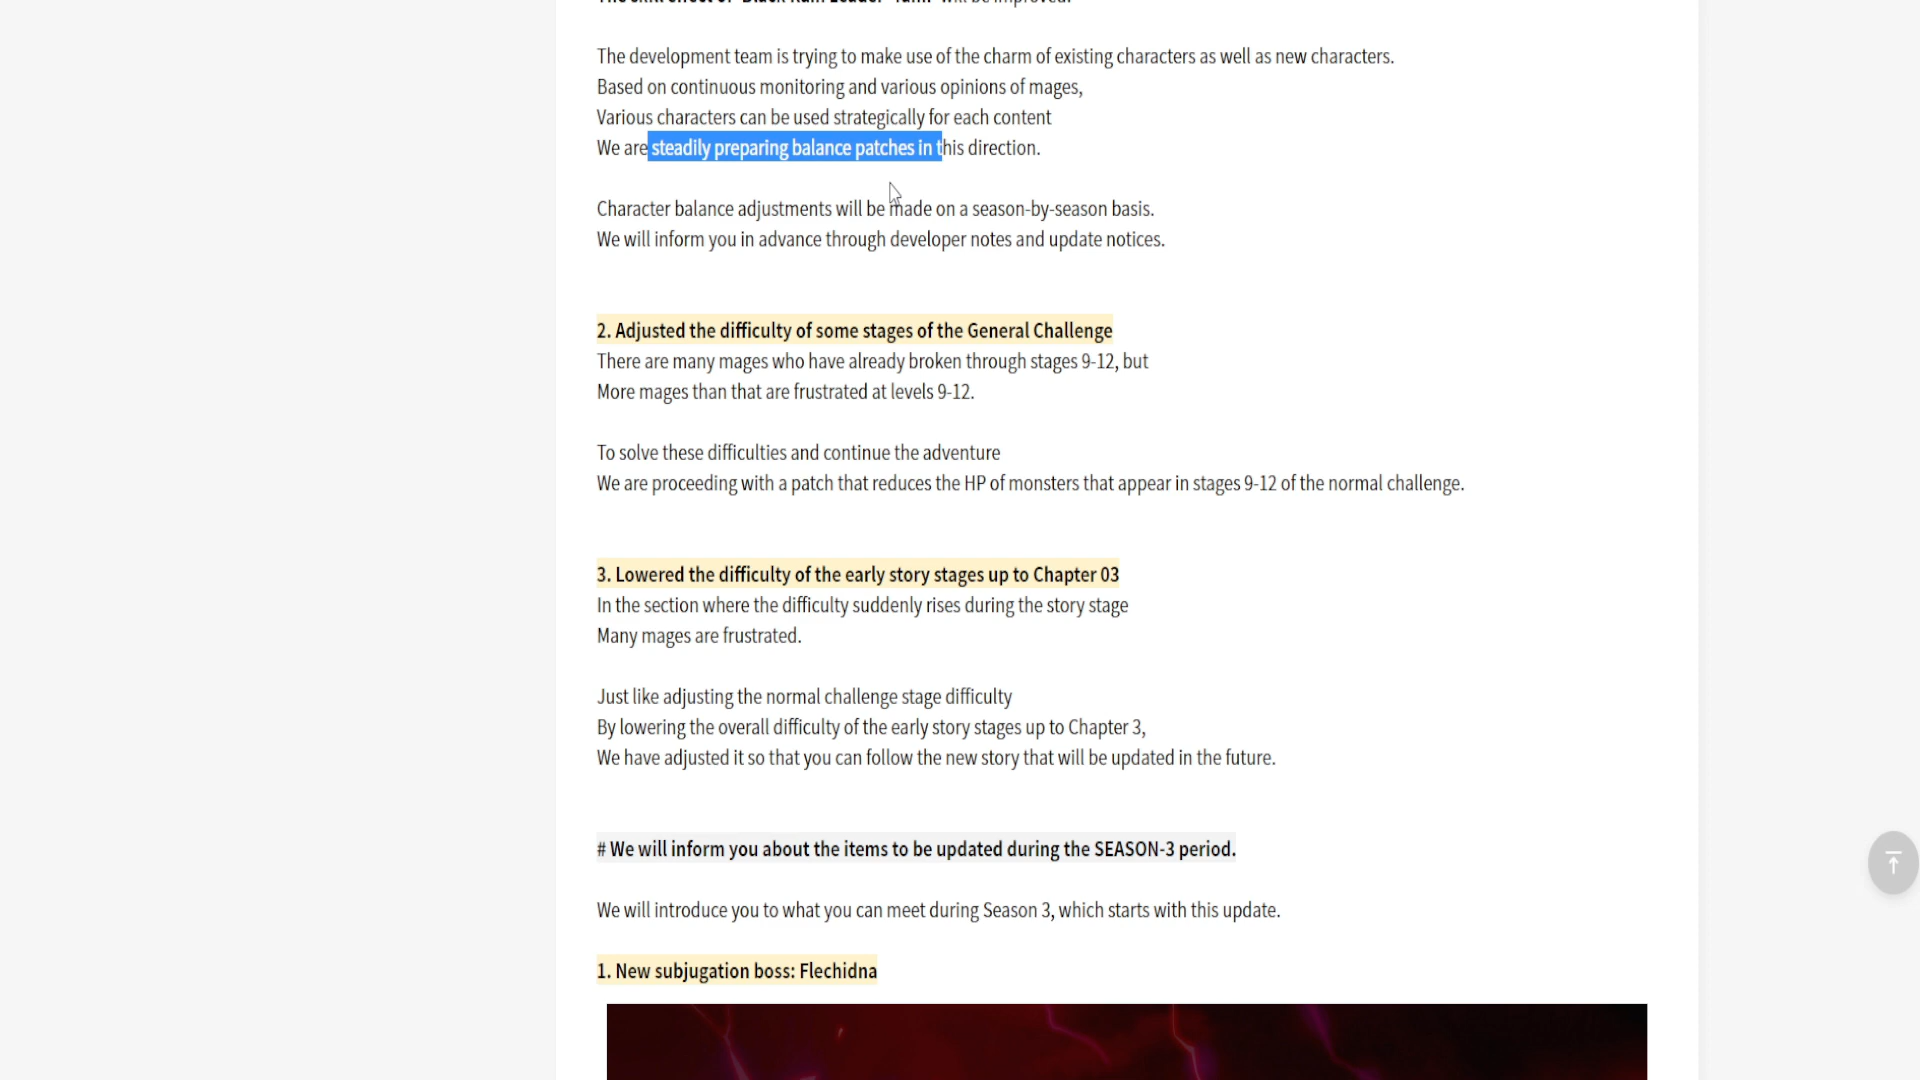 The development team is trying to make use of the charm of existing characters as well as new characters.
Based on continuous monitoring and various opinions of mages,
Various characters can be used strategically for each content
We are steadily preparing balance patches in this direction.
Character balance adjustments will be made on a season-by-season basis.
We will inform you in advance through developer notes and update notices.
2. Adjusted the difficulty of some stages of the General Challenge
There are many mages who have already broken through stages 9-12, but
More mages than that are frustrated at levels 9-12.
To solve these difficulties and continue the adventure
We are proceeding with a patch that reduces the HP of monsters that appear in stages 9-12 of the normal challenge.
3. Lowered the difficulty of the early story stages up to Chapter 03
In the section where the difficulty suddenly rises during the story stage
Many mages are frustrated.
Just like adjusting the normal challenge stage difficulty
By lowering the overall difficulty of the early story stages up to Chapter 3,
We have adjusted it so that you can follow the new story that will be updated in the future.
# We will inform you about the items to be updated during the SEASON-3 period.
We will introduce you to what you can meet during Season 3, which starts with this update.
1. New subjugation boss: Flechidna